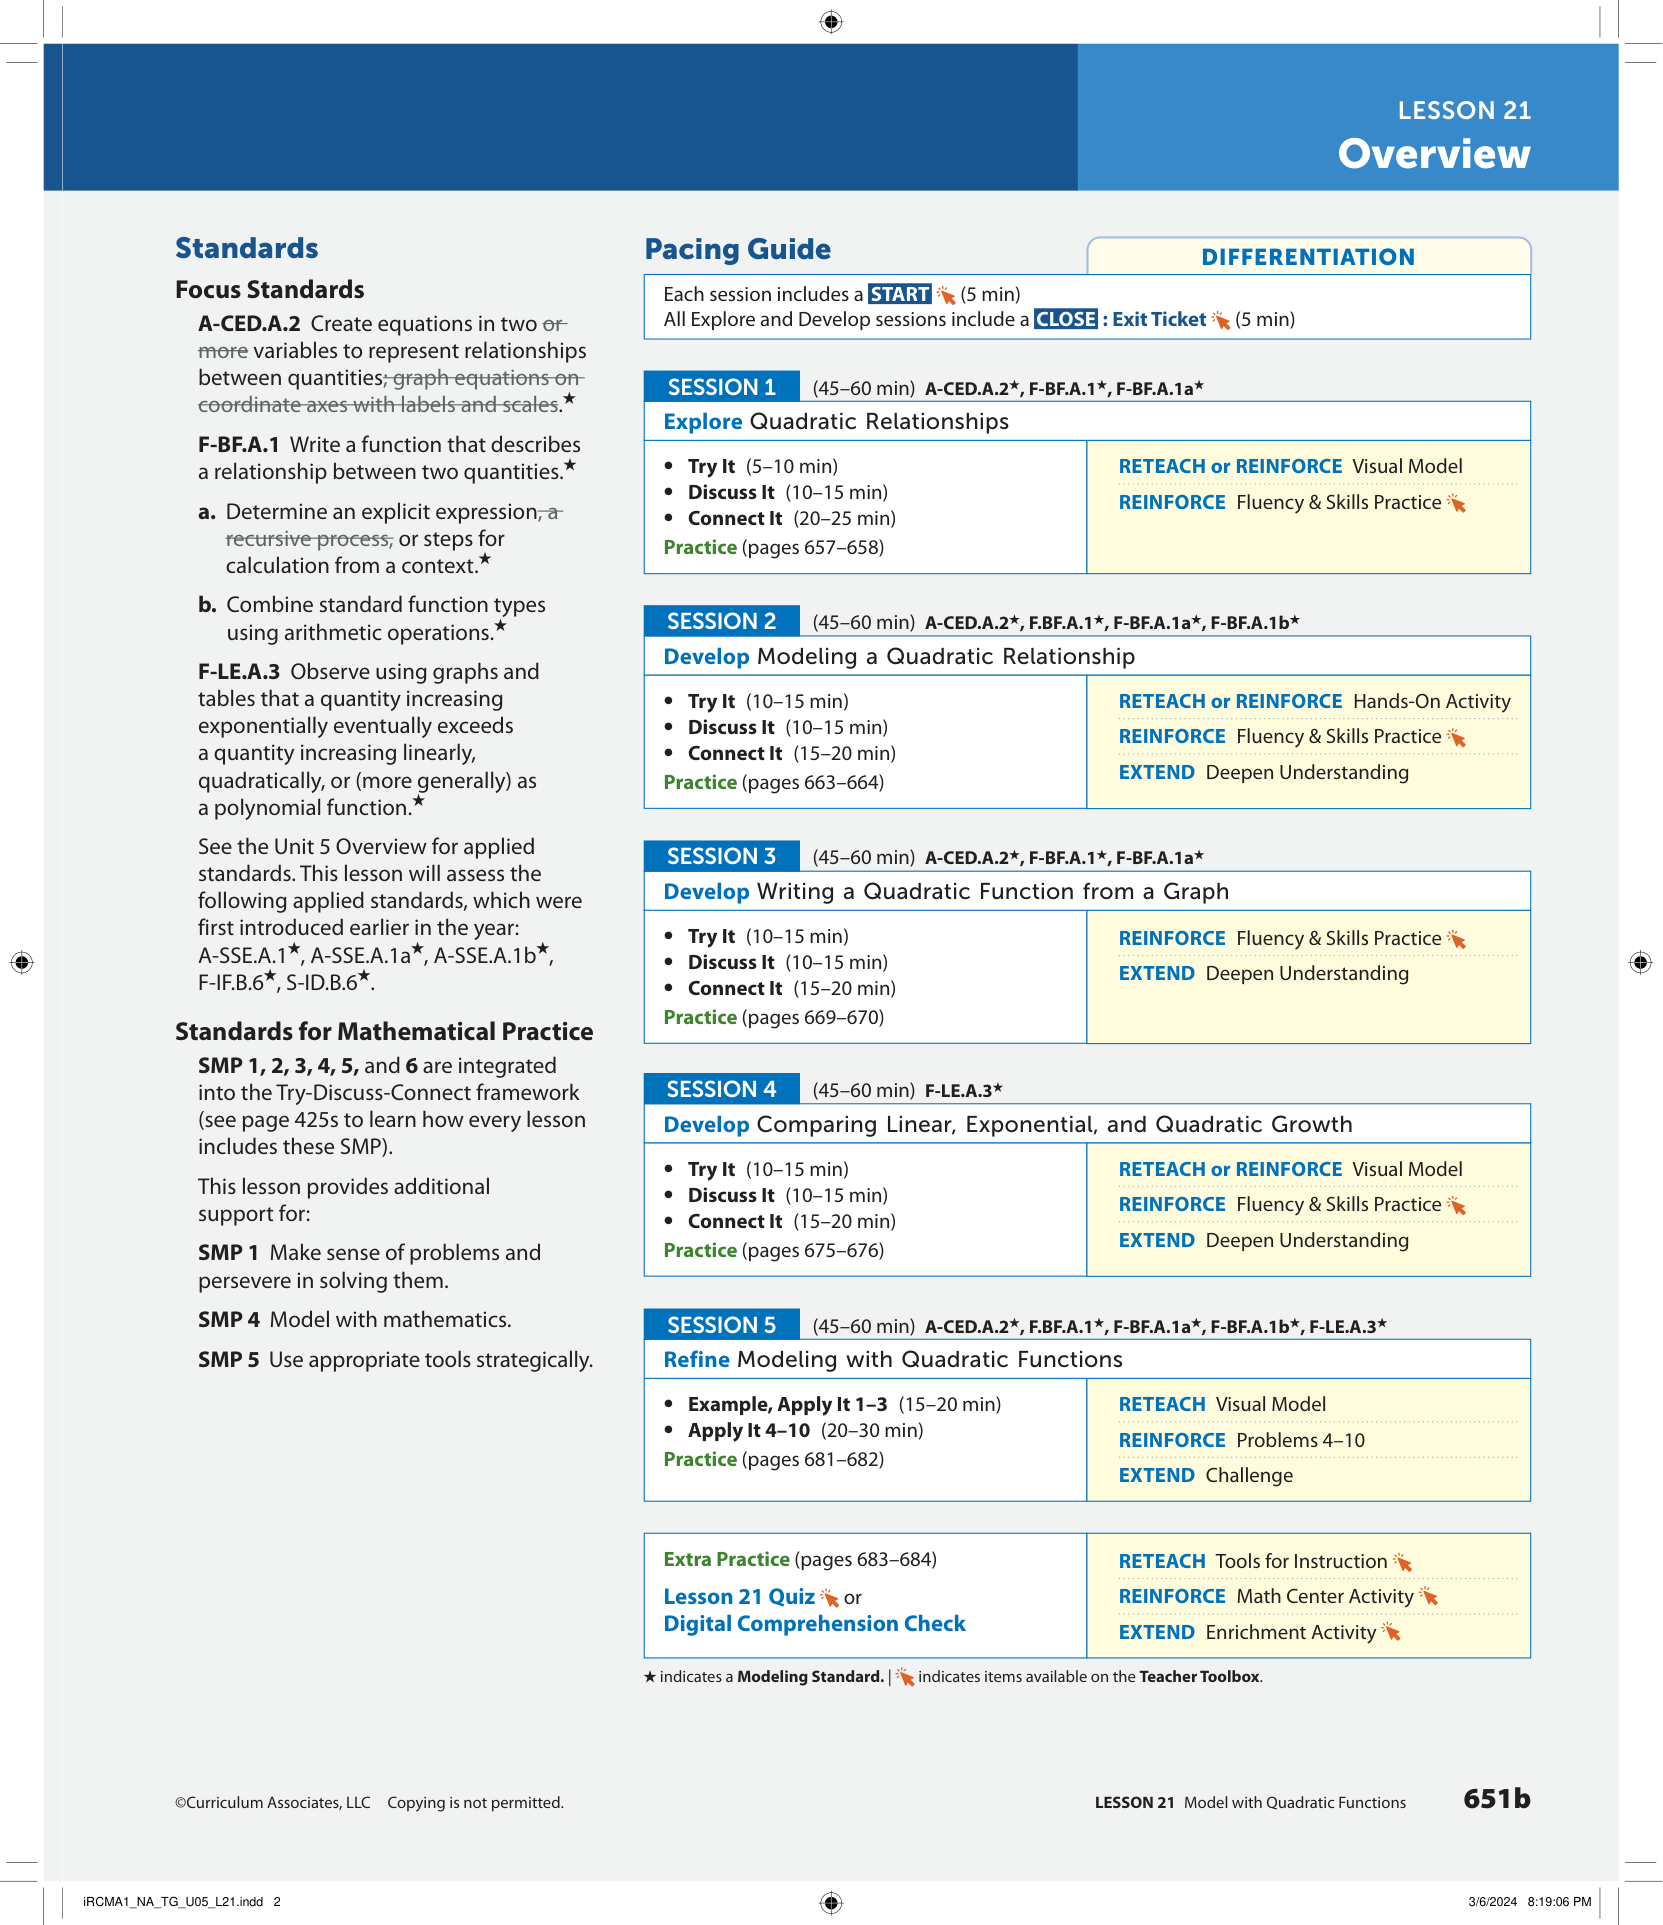 LESSON 21
Overview
Standards
Focus Standards
A-CED.A.2 Create equations in two or
more variables to represent relationships
between quantities; graph equations on
coordinate axes with labels and scales.★
F-BF.A.1 Write a function that describes
a relationship between two quantities.★
a. Determine an explicit expression, a
recursive process, or steps for
calculation from a context.★
b. Combine standard function types
using arithmetic operations.★
F-LE.A.3 Observe using graphs and
tables that a quantity increasing
exponentially eventually exceeds
a quantity increasing linearly,
quadratically, or (more generally) as
a polynomial function.★
See the Unit 5 Overview for applied
standards. This lesson will assess the
following applied standards, which were
first introduced earlier in the year:
A-SSE.A.1★, A-SSE.A.1a★, A-SSE.A.1b★,
F-IF.B.6★, S-ID.B.6★.
Standards for Mathematical Practice
SMP 1, 2, 3, 4, 5, and 6 are integrated
into the Try-Discuss-Connect framework
(see page 425s to learn how every lesson
includes these SMP).
This lesson provides additional
support for:
SMP 1 Make sense of problems and
persevere in solving them.
SMP 4 Model with mathematics.
SMP 5 Use appropriate tools strategically.
Pacing Guide
DIFFERENTIATION
Each session includes a START (5 min)
All Explore and Develop sessions include a CLOSE : Exit Ticket (5 min)
SESSION 1 (45–60 min) A-CED.A.2★, F-BF.A.1★, F-BF.A.1a★
Explore Quadratic Relationships
• Try It (5–10 min)
• Discuss It (10–15 min)
• Connect It (20–25 min)
Practice (pages 657–658)
RETEACH or REINFORCE Visual Model
REINFORCE Fluency & Skills Practice
SESSION 2 (45–60 min) A-CED.A.2★, F.BF.A.1★, F-BF.A.1a★, F-BF.A.1b★
Develop Modeling a Quadratic Relationship
• Try It (10–15 min)
• Discuss It (10–15 min)
• Connect It (15–20 min)
Practice (pages 663–664)
RETEACH or REINFORCE Hands-On Activity
REINFORCE Fluency & Skills Practice
EXTEND Deepen Understanding
SESSION 3 (45–60 min) A-CED.A.2★, F-BF.A.1★, F-BF.A.1a★
Develop Writing a Quadratic Function from a Graph
• Try It (10–15 min)
• Discuss It (10–15 min)
• Connect It (15–20 min)
Practice (pages 669–670)
REINFORCE Fluency & Skills Practice
EXTEND Deepen Understanding
SESSION 4 (45–60 min) F-LE.A.3★
Develop Comparing Linear, Exponential, and Quadratic Growth
• Try It (10–15 min)
• Discuss It (10–15 min)
• Connect It (15–20 min)
Practice (pages 675–676)
RETEACH or REINFORCE Visual Model
REINFORCE Fluency & Skills Practice
EXTEND Deepen Understanding
SESSION 5 (45–60 min) A-CED.A.2★, F.BF.A.1★, F-BF.A.1a★, F-BF.A.1b★, F-LE.A.3★
Refine Modeling with Quadratic Functions
• Example, Apply It 1–3 (15–20 min)
• Apply It 4–10 (20–30 min)
Practice (pages 681–682)
RETEACH Visual Model
REINFORCE Problems 4–10
EXTEND Challenge
Extra Practice (pages 683–684)
Lesson 21 Quiz or
Digital Comprehension Check
RETEACH Tools for Instruction
REINFORCE Math Center Activity
EXTEND Enrichment Activity
★ indicates a Modeling Standard. | indicates items available on the Teacher Toolbox.
©Curriculum Associates, LLC Copying is not permitted.
LESSON 21 Model with Quadratic Functions 651b
iRCMA1_NA_TG_U05_L21.indd 2
3/6/2024 8:19:06 PM